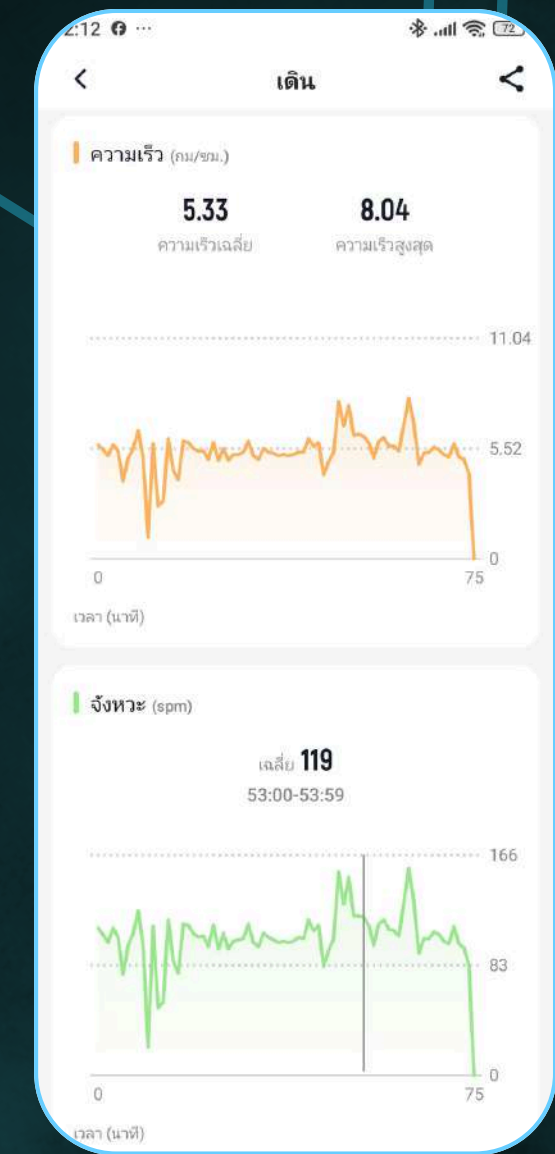 2:12 ...
72
เดิน
ความเร็ว (กม/ชม.)
5.33 8.04
ความเร็วเฉลี่ย ความเร็วสูงสุด
11.04
5.52
0
0 75
เวลา (นาที)
จังหวะ (spm)
เฉลี่ย 119
53:00-53:59
166
83
0
0 75
เวลา (นาที)